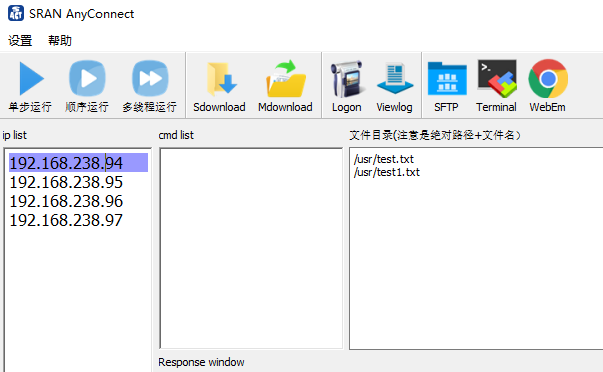 SRAN AnyConnect
设置 帮助
单步运行 顺序运行 多线程运行 Sdownload Mdownload Logon Viewlog SFTP Terminal WebEm
ip list cmd list 文件目录(注意是绝对路径+文件名)
192.168.238.94
192.168.238.95
192.168.238.96
192.168.238.97
/usr/test.txt
/usr/test1.txt
Response window